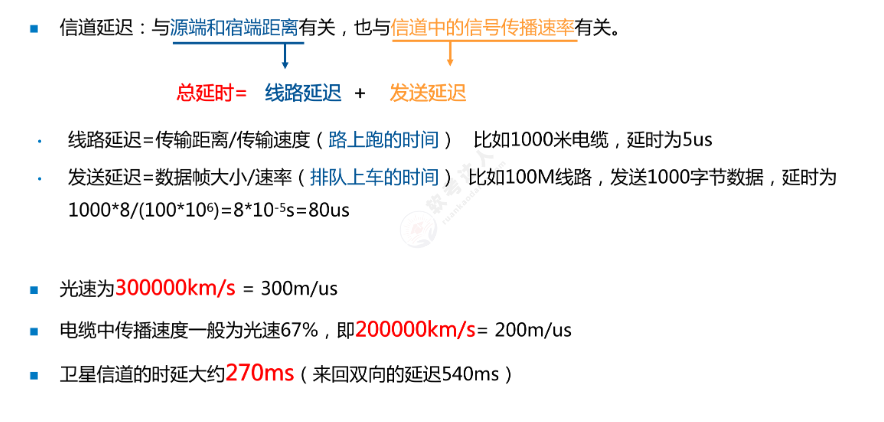 信道延迟：与源端和宿端距离有关，也与信道中的信号传播速率有关。
总延时= 线路延迟 + 发送延迟
线路延迟=传输距离/传输速度（路上跑的时间） 比如1000米电缆，延时为5us
发送延迟=数据帧大小/速率（排队上车的时间） 比如100M线路，发送1000字节数据，延时为
1000*8/(100*10⁶)=8*10⁻⁵s=80us
软考达人
光速为300000km/s = 300m/us
电缆中传播速度一般为光速67%，即200000km/s= 200m/us
卫星信道的时延大约270ms（来回双向的延迟540ms）